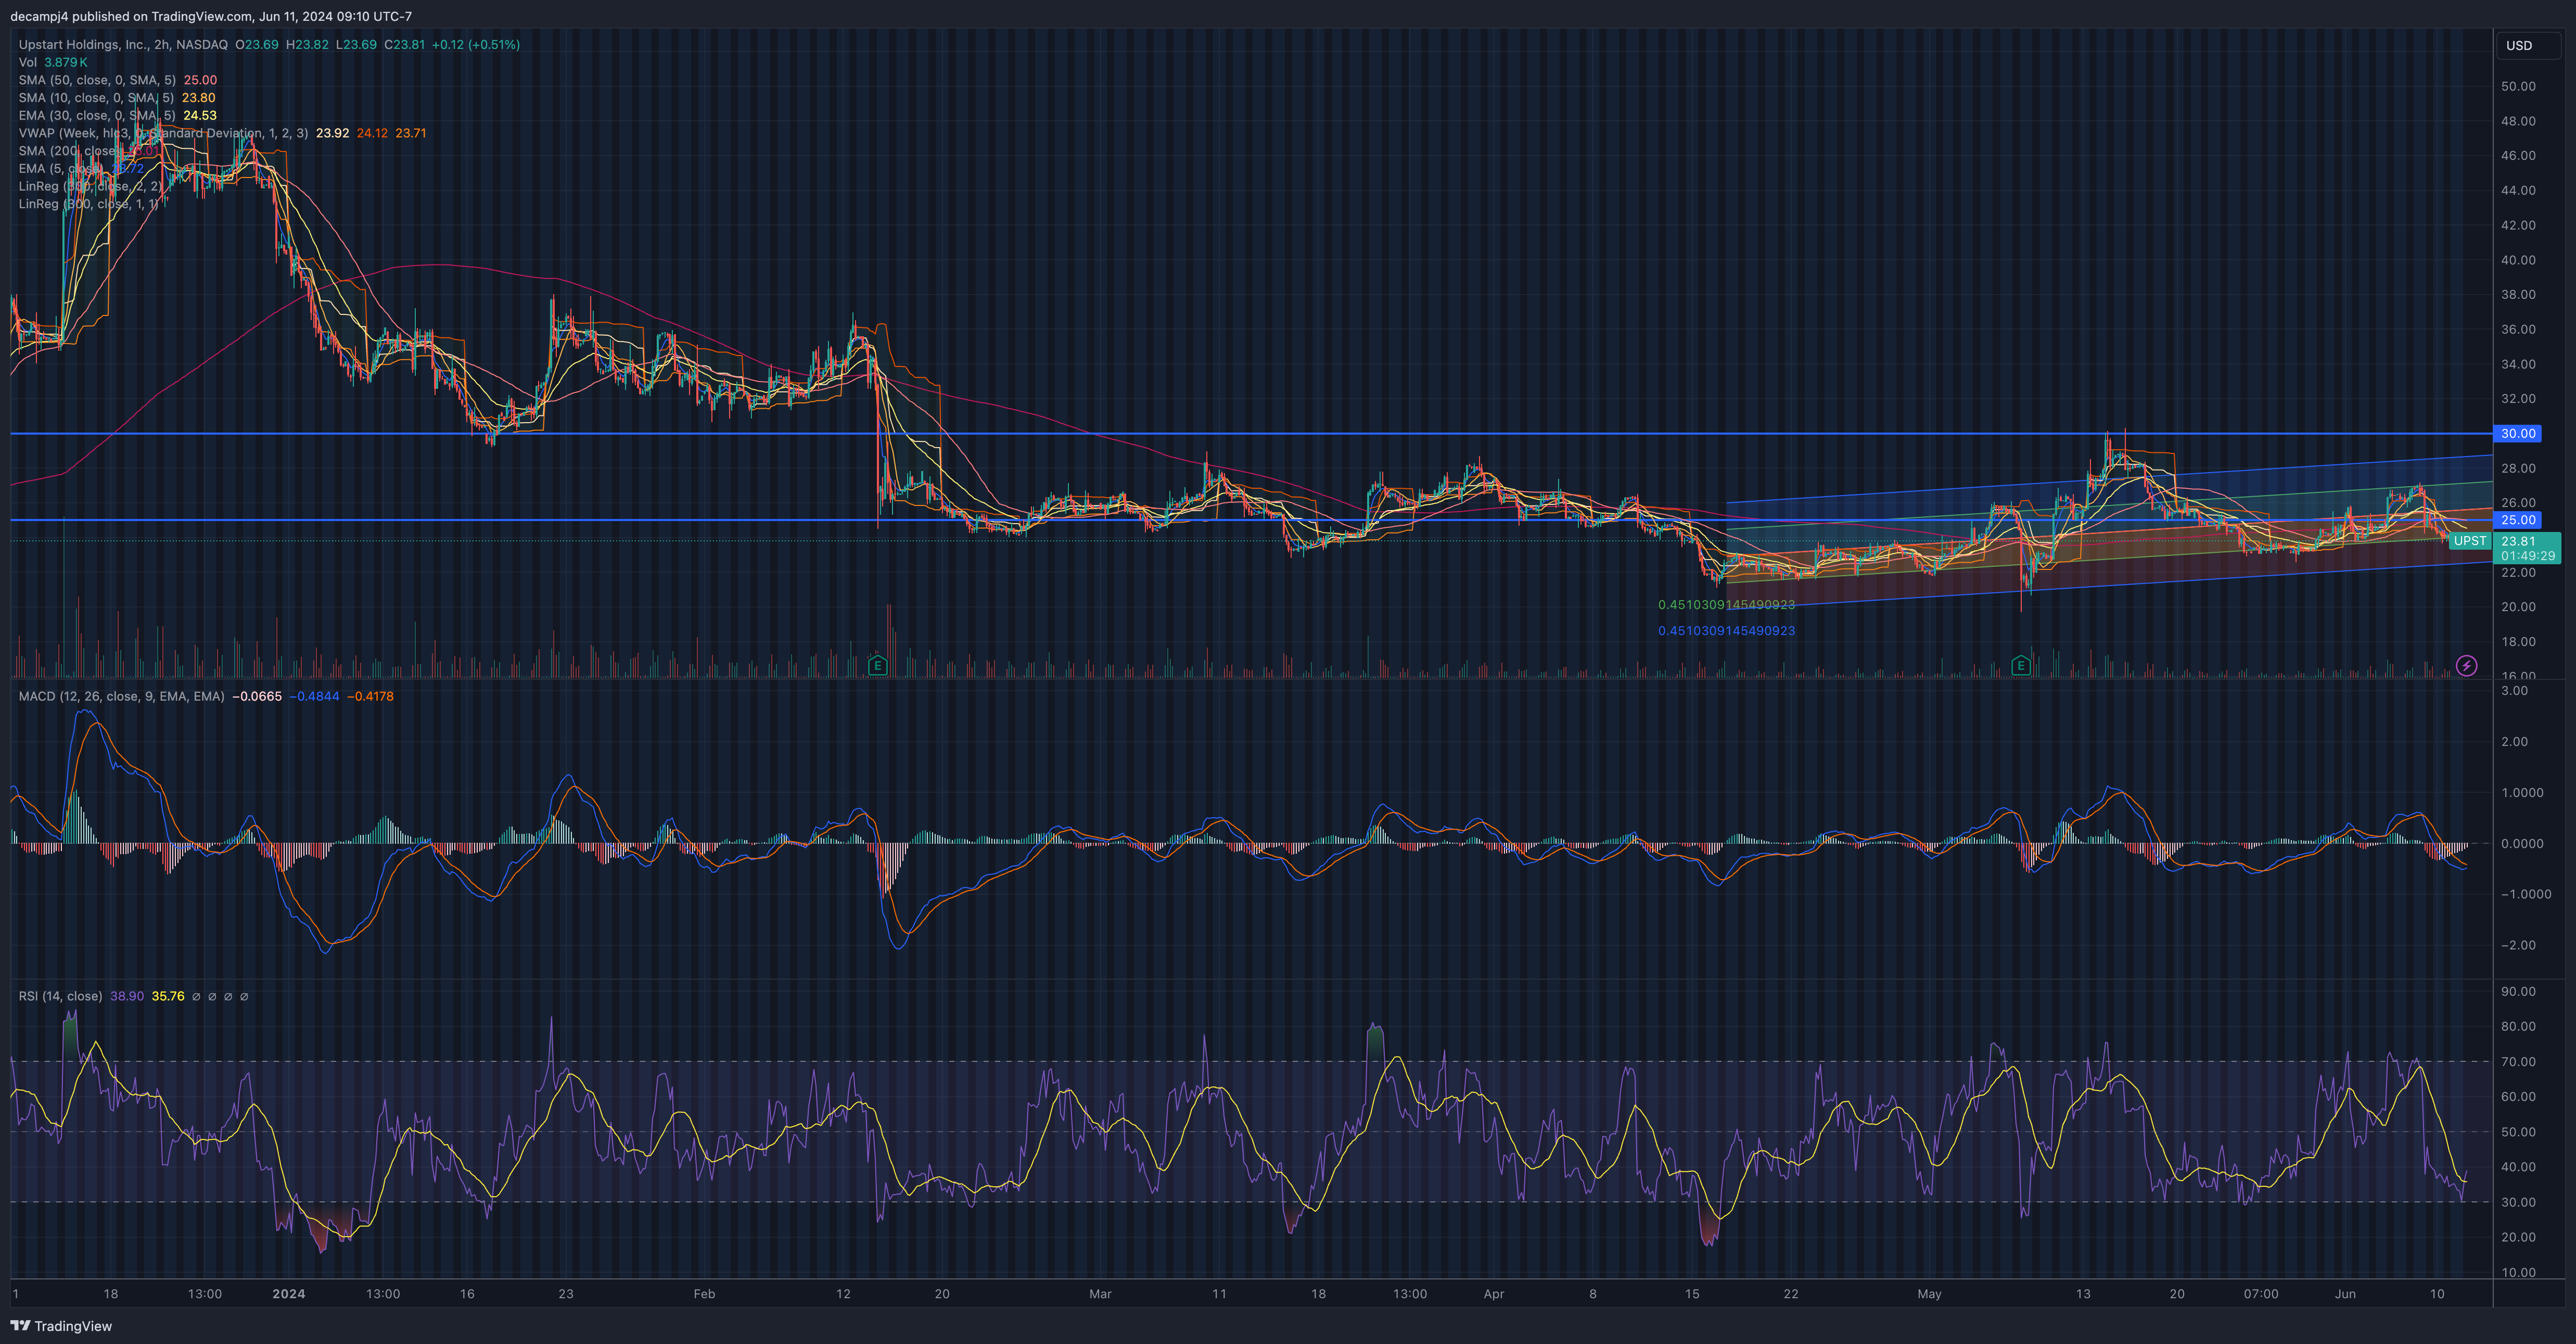 decampj4 published on TradingView.com, Jun 11, 2024 09:10 UTC-7
Upstart Holdings, Inc., 2h, NASDAQ O23.69 H23.82 L23.69 C23.81 +0.12 (+0.51%)
Vol 3.879K
SMA (50, close, 0, SMA, 5) 25.00
SMA (10, close, 0, SMA, 5) 23.80
EMA (30, close, 0, SMA, 5) 24.53
VWAP (Week, hlc3, 0, Standard Deviation, 1, 2, 3) 23.92 24.12 23.71
SMA (200, close)
EMA (5, close)
LinReg (300, close, 2, 2)
LinReg (300, close, 1, 1)
USD
50.00
48.00
46.00
44.00
42.00
40.00
38.00
36.00
34.00
32.00
30.00
28.00
26.00
25.00
UPST 23.81
01:49:29
22.00
20.00
18.00
16.00
0.4510309145490923
0.4510309145490923
E
E
MACD (12, 26, close, 9, EMA, EMA) −0.0665 −0.4844 −0.4178
3.00
2.00
1.0000
0.0000
−1.0000
−2.00
RSI (14, close) 38.90 35.76 ∅ ∅ ∅ ∅
90.00
80.00
70.00
60.00
50.00
40.00
30.00
20.00
10.00
1 18 13:00 2024 13:00 16 23 Feb 12 20 Mar 11 18 13:00 Apr 8 15 22 May 13 20 07:00 Jun 10
TradingView